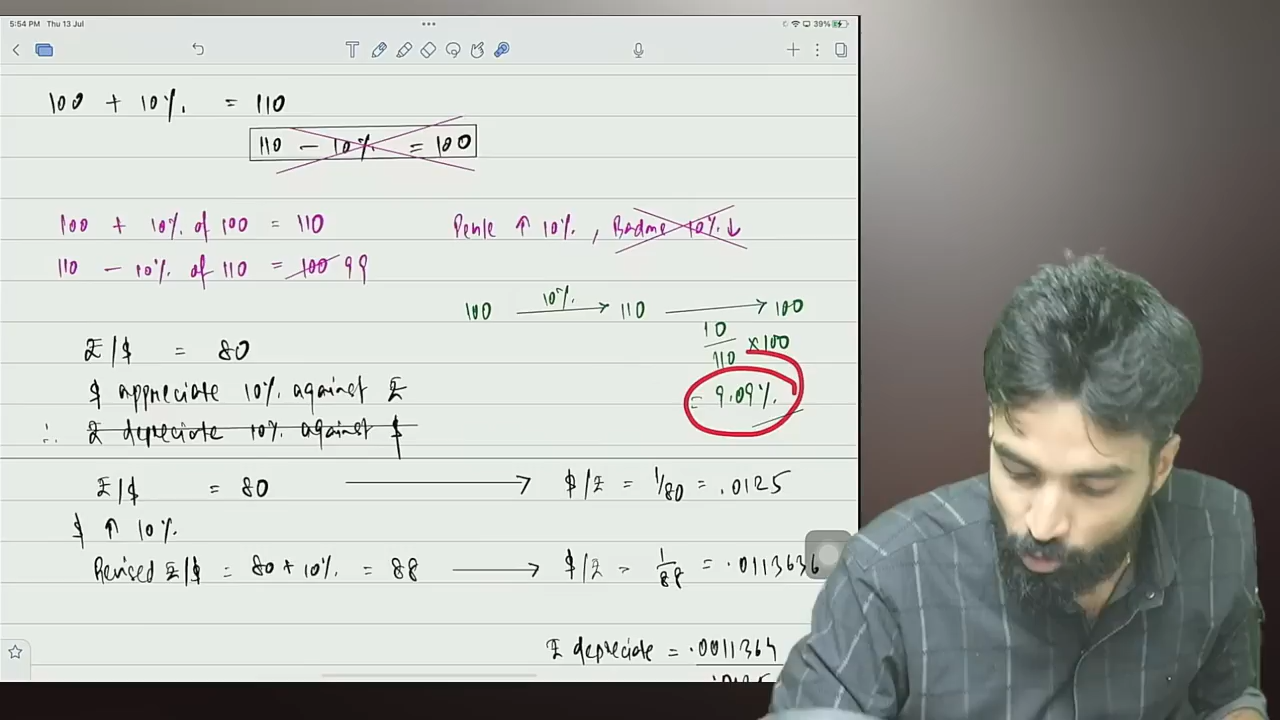 5:54 PM Thu 13 Jul
39%
100 + 10% = 110
110 – 10% = 100
100 + 10% of 100 = 110
110 – 10% of 110 = 100 99
Pehle ↑ 10%, Badme 10% ↓
100 10% → 110 → 100
10/110 × 100
= 9.09%
₹/$ = 80
$ appreciate 10% against ₹
∴ ₹ depreciate 10% against $
₹/$ = 80 → $/₹ = 1/80 = .0125
$ ↑ 10%
Revised ₹/$ = 80 + 10% = 88 → $/₹ = 1/88 = .0113636
₹ depreciate = .0011364